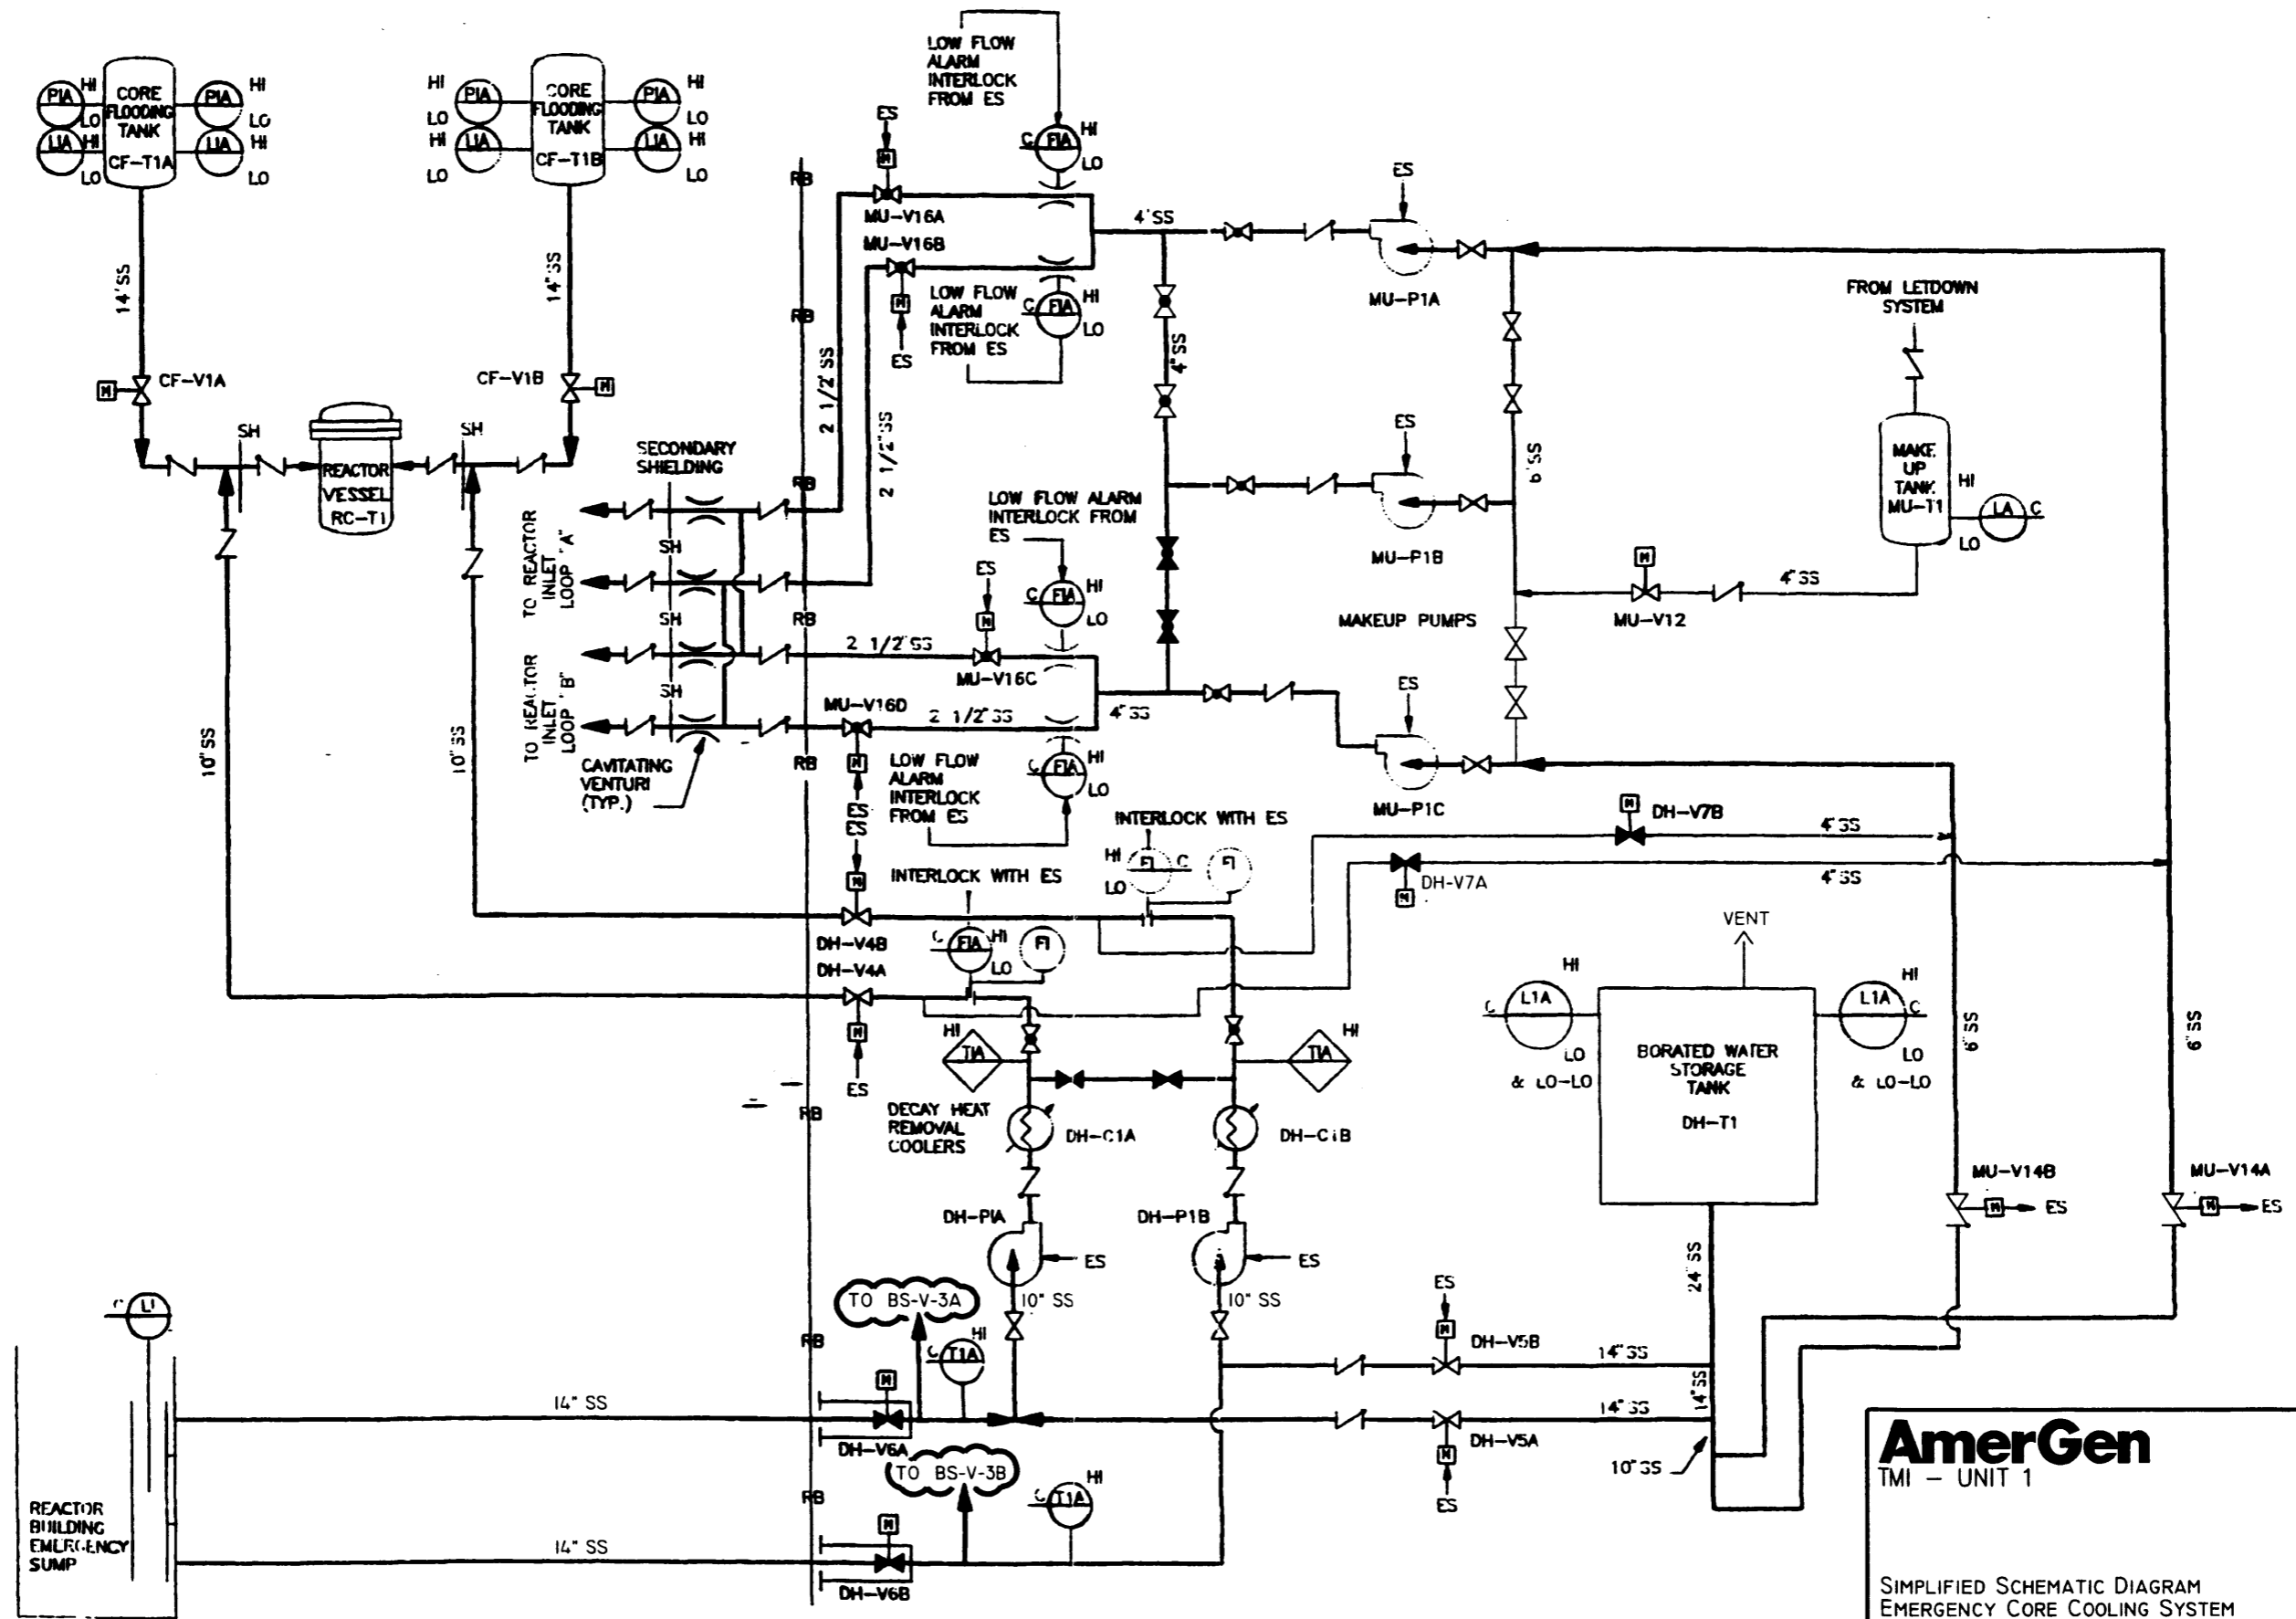 LOW FLOW
ALARM
INTERLOCK
FROM ES
PIA
HI
LO
CORE
FLOODING
TANK
CF-T1A
PIA
HI
LO
LIA
HI
LO
LIA
HI
LO
HI
LO
PIA
CORE
FLOODING
TANK
CF-T1B
PIA
HI
LO
HI
LO
LIA
LIA
HI
LO
ES
M
C
FIA
HI
LO
RB
MU-V16A
MU-V16B
4"SS
ES
MU-P1A
14"SS
14"SS
RB
M
ES
LOW FLOW
ALARM
INTERLOCK
FROM ES
C
FIA
HI
LO
FROM LETDOWN
SYSTEM
4"SS
M
CF-V1A
CF-V1B
M
2 1/2"SS
2 1/2"SS
SH
SH
REACTOR
VESSEL
RC-T1
SECONDARY
SHIELDING
RB
LOW FLOW ALARM
INTERLOCK FROM
ES
ES
MU-P1B
6"SS
MAKE
UP
TANK
MU-T1
HI
LO
LA
C
TO REACTOR
INLET
LOOP "A"
SH
SH
SH
RB
ES
M
C
FIA
HI
LO
M
MU-V12
4"SS
MAKEUP PUMPS
2 1/2"SS
MU-V16C
TO REACTOR
INLET
LOOP "B"
MU-V16D
2 1/2"SS
4"SS
ES
MU-P1C
CAVITATING
VENTURI
(TYP.)
RB
M
ES
ES
LOW FLOW
ALARM
INTERLOCK
FROM ES
C
FIA
HI
LO
10"SS
10"SS
INTERLOCK WITH ES
HI
LO
FI
C
FI
M
DH-V7B
4"SS
DH-V7A
M
4"SS
INTERLOCK WITH ES
M
DH-V4B
DH-V4A
C
FIA
HI
LO
FI
M
ES
VENT
C
L1A
HI
LO
& LO-LO
BORATED WATER
STORAGE
TANK
DH-T1
L1A
HI
C
LO
& LO-LO
6"SS
6"SS
HI
TIA
TIA
HI
RB
DECAY HEAT
REMOVAL
COOLERS
DH-C1A
DH-C1B
MU-V14B
M
ES
MU-V14A
M
ES
DH-P1A
ES
DH-P1B
ES
24"SS
TO BS-V-3A
10" SS
10" SS
C
LI
RB
C
T1A
HI
ES
M
DH-V5B
14"SS
14"SS
14" SS
M
DH-V6A
14"SS
DH-V5A
M
ES
10"SS
TO BS-V-3B
RB
C
T1A
HI
REACTOR
BUILDING
EMERGENCY
SUMP
14" SS
M
DH-V6B
AmerGen
TMI - UNIT 1
SIMPLIFIED SCHEMATIC DIAGRAM
EMERGENCY CORE COOLING SYSTEM